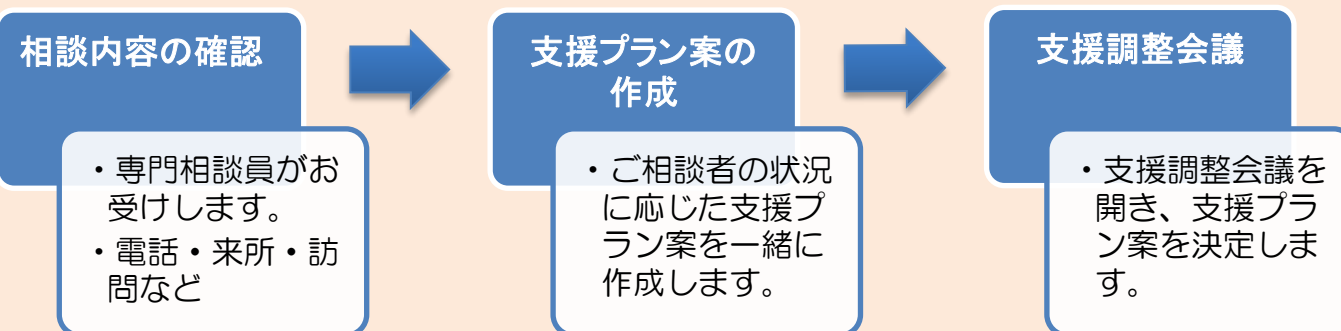 相談内容の確認
・専門相談員がお
受けします。
・電話・来所・訪
問など
支援プラン案の
作成
・ご相談者の状況
に応じた支援プ
ラン案を一緒に
作成します。
支援調整会議
・支援調整会議を
開き、支援プラ
ン案を決定しま
す。